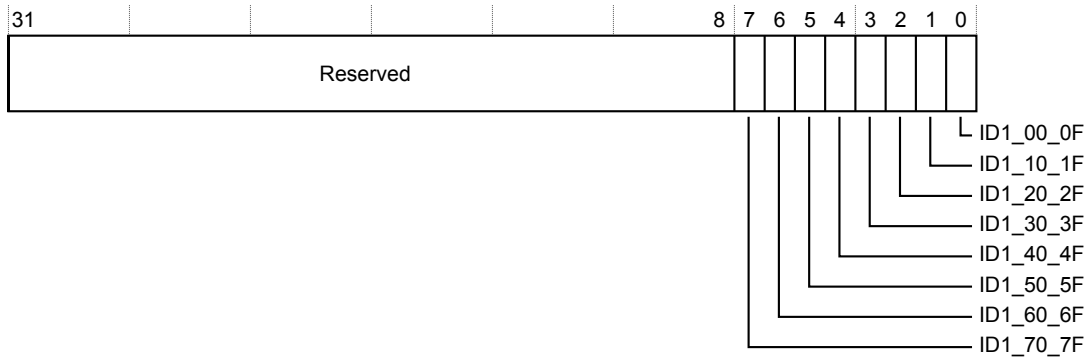 31 8 7 6 5 4 3 2 1 0
Reserved
ID1_00_0F
ID1_10_1F
ID1_20_2F
ID1_30_3F
ID1_40_4F
ID1_50_5F
ID1_60_6F
ID1_70_7F